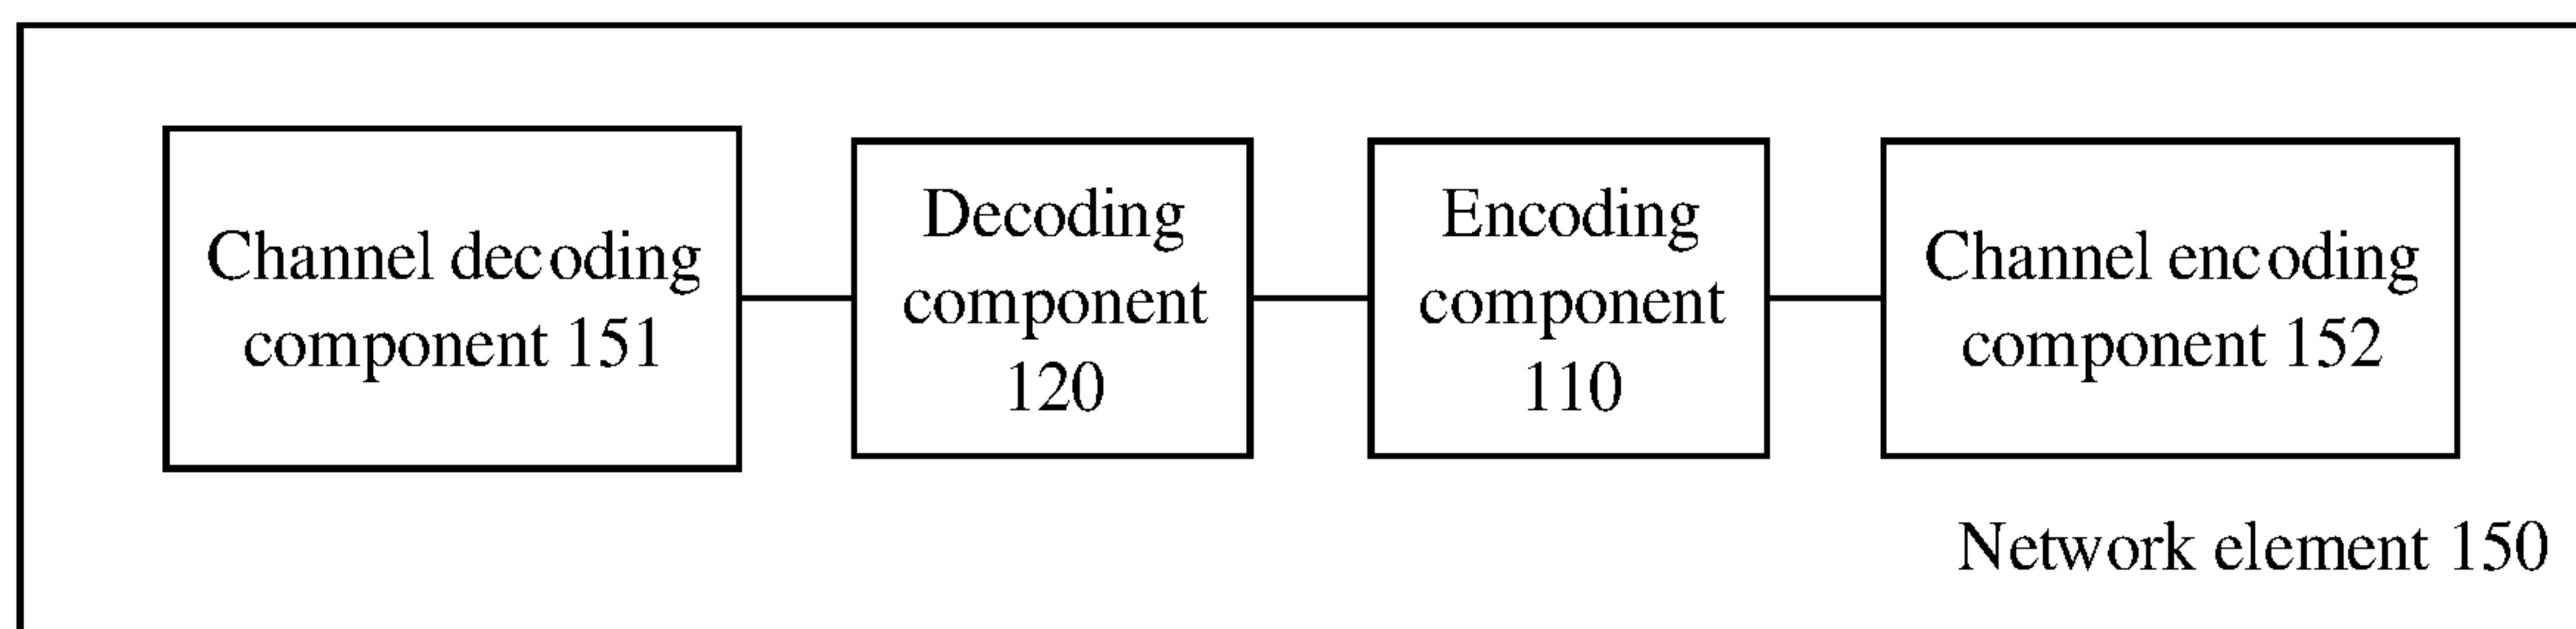 Channel decoding
component 151
Decoding
component
120
Encoding
component
110
Channel encoding
component 152
Network element 150